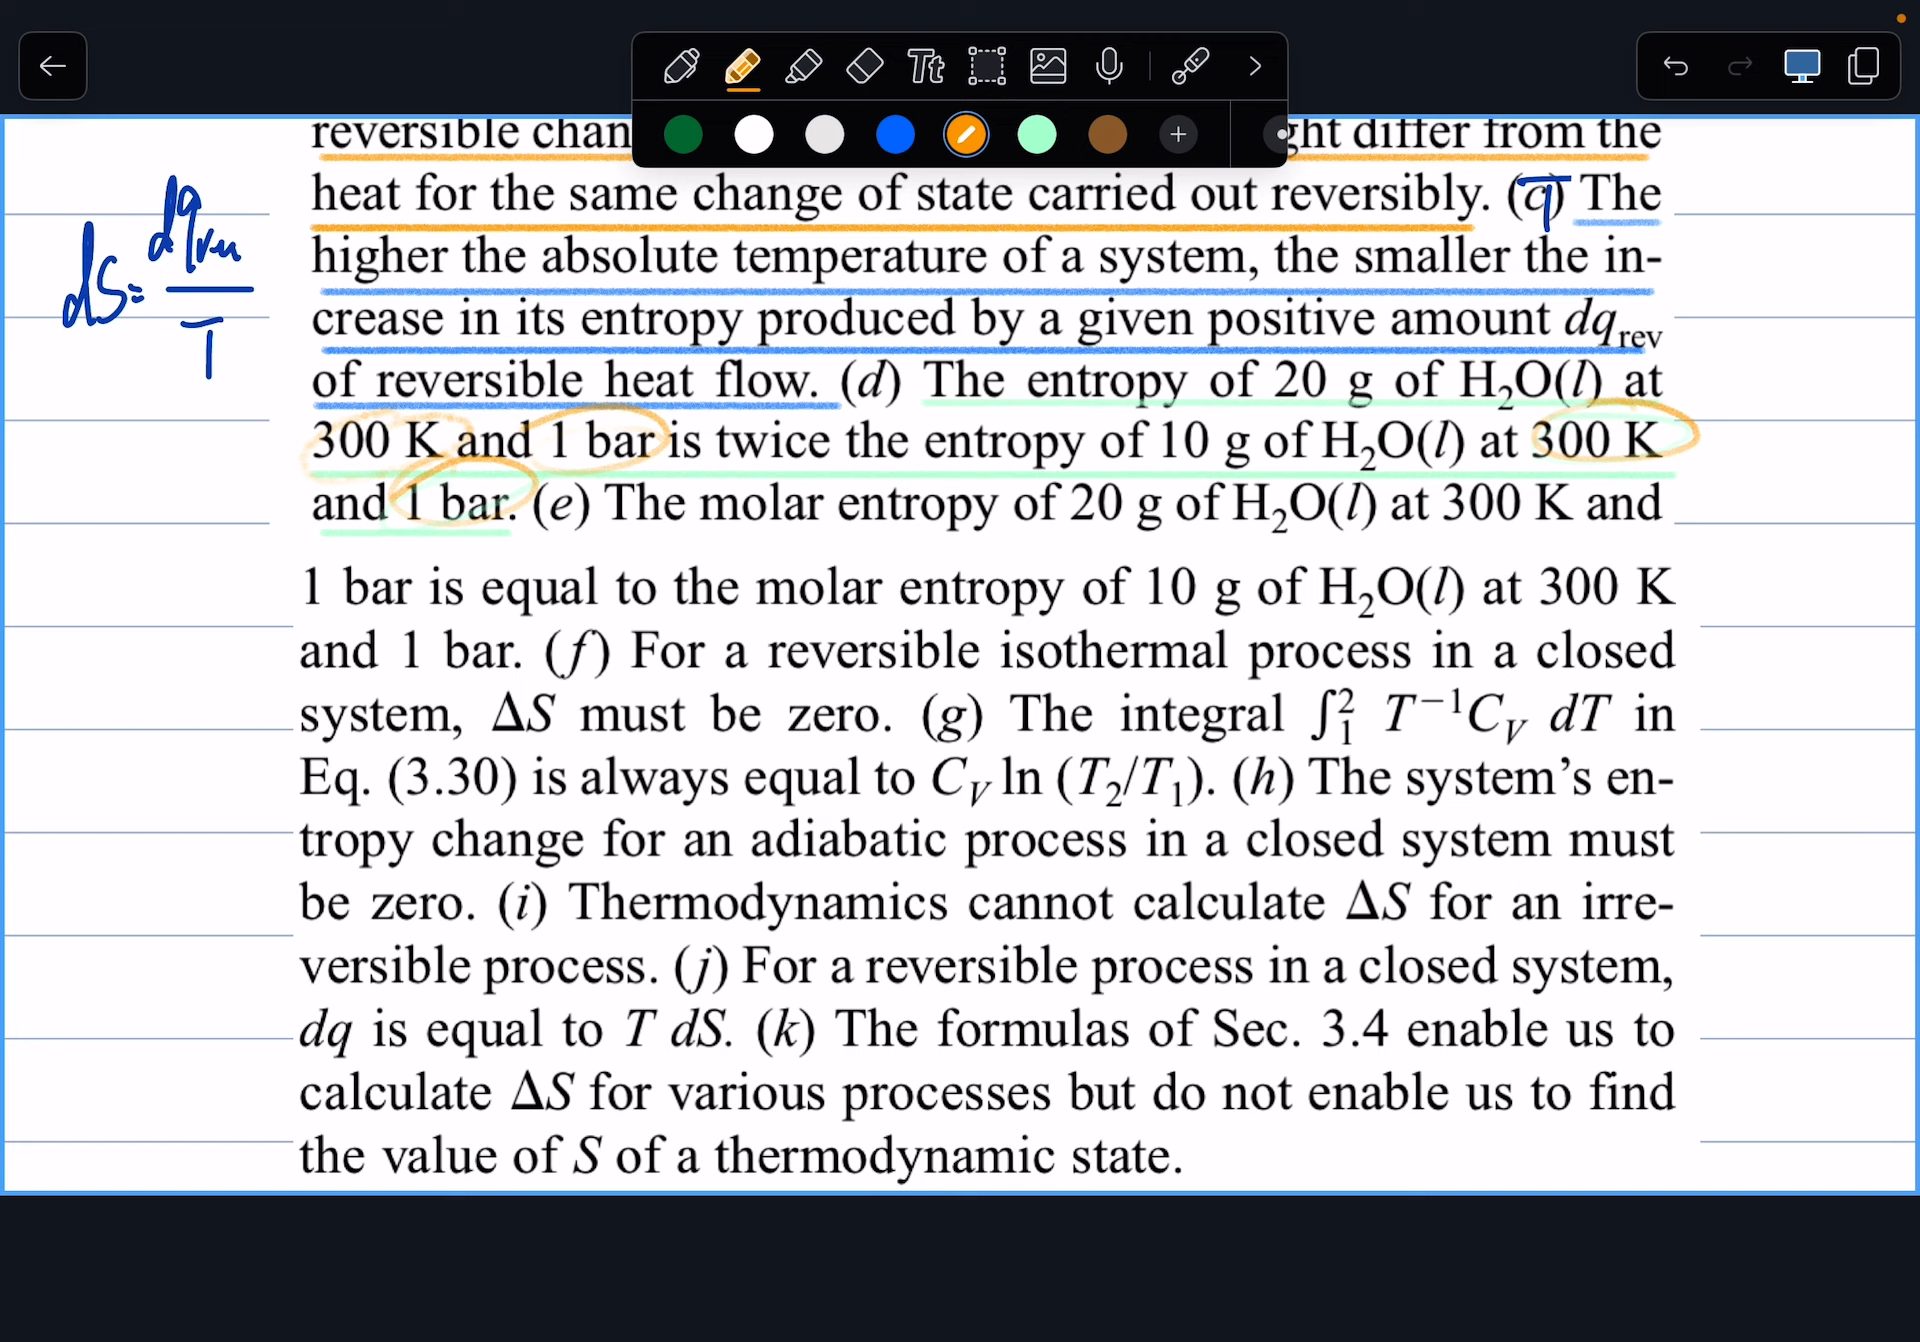 Tt
reversible chan ght differ from the
heat for the same change of state carried out reversibly. (c) The
T
dS = dq rev / T
higher the absolute temperature of a system, the smaller the in-
crease in its entropy produced by a given positive amount dq_rev
of reversible heat flow. (d) The entropy of 20 g of H₂O(l) at
300 K and 1 bar is twice the entropy of 10 g of H₂O(l) at 300 K
and 1 bar. (e) The molar entropy of 20 g of H₂O(l) at 300 K and
1 bar is equal to the molar entropy of 10 g of H₂O(l) at 300 K
and 1 bar. (f) For a reversible isothermal process in a closed
system, ΔS must be zero. (g) The integral ∫₁² T⁻¹C_V dT in
Eq. (3.30) is always equal to C_V ln (T₂/T₁). (h) The system’s en-
tropy change for an adiabatic process in a closed system must
be zero. (i) Thermodynamics cannot calculate ΔS for an irre-
versible process. (j) For a reversible process in a closed system,
dq is equal to T dS. (k) The formulas of Sec. 3.4 enable us to
calculate ΔS for various processes but do not enable us to find
the value of S of a thermodynamic state.